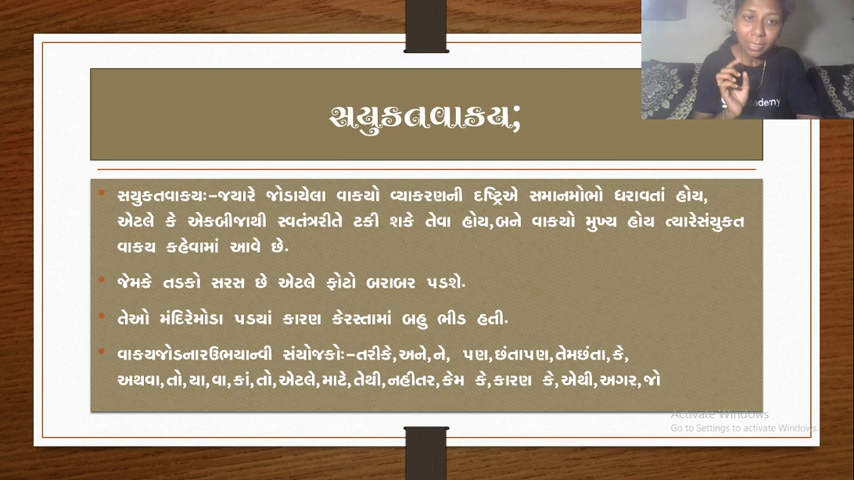 સયુકતવાકય;
સયુકતવાકયઃ-જયારે જોડાયેલા વાકયો વ્યાકરણની દષ્ટિએ સમાનમોભો ધરાવતાં હોય,
એટલે કે એકબીજાથી સ્વતંત્રરીતે ટકી શકે તેવા હોય,બને વાકયો મુખ્ય હોય ત્યારેસંયુકત
વાકય કહેવામાં આવે છે.
જેમકે તડકો સરસ છે એટલે ફોટો બરાબર પડશે.
તેઓ મંદિરેમોડા પડયાં કારણ કેરસ્તામાં બહુ ભીડ હતી.
વાકયજોડનારઉભયાન્વી સંયોજકોઃ-તરીકે,અને,ને, પણ,છંતાપણ,તેમછંતા,કે,
અથવા,તો,યા,વા,કાં,તો,એટલે,માટે,તેથી,નહીતર,કેમ કે,કારણ કે,એથી,અગર,જો
Activate Windows
Go to Settings to activate Windows.